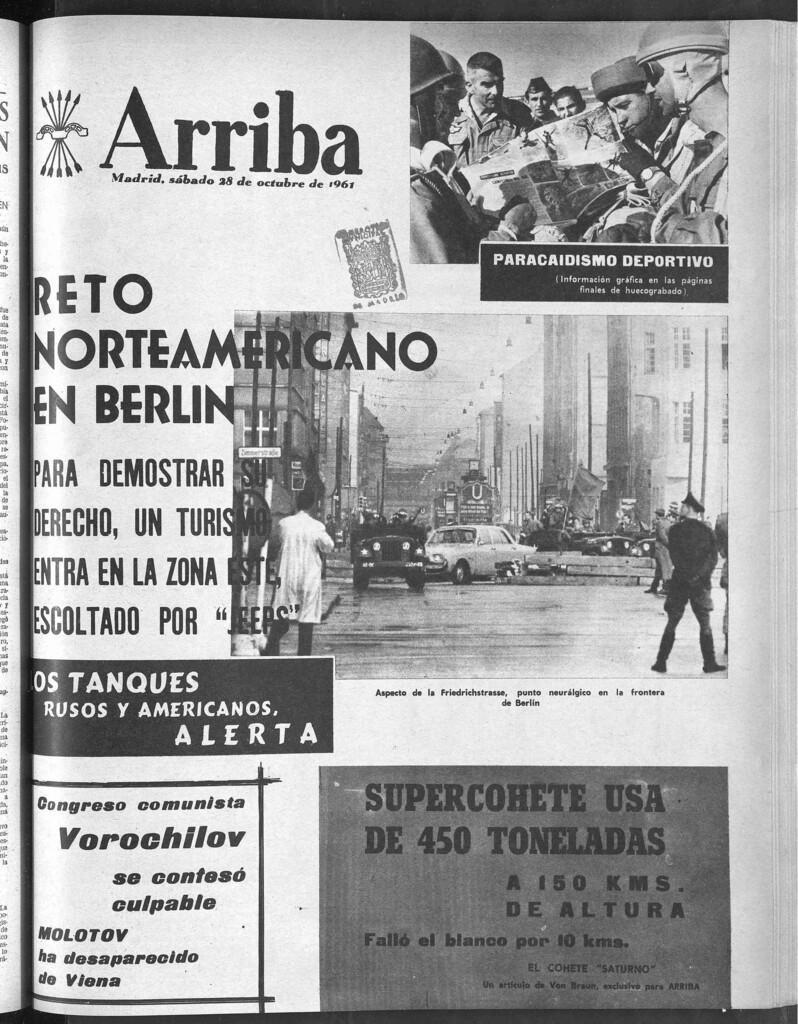 Arriba
Madrid, sábado 28 de octubre de 1961
PARACAIDISMO DEPORTIVO
(Información gráfica en las páginas
finales de huecograbado)
RETO
NORTEAMERICANO
EN BERLIN
PARA DEMOSTRAR SU
DERECHO, UN TURISMO
ENTRA EN LA ZONA ESTE,
ESCOLTADO POR "JEEPS"
Zimmerstraße
U
Aspecto de la Friedrichstrasse, punto neurálgico en la frontera
de Berlín
OS TANQUES
RUSOS Y AMERICANOS,
ALERTA
Congreso comunista
Vorochilov
se confesó
culpable
MOLOTOV
ha desaparecido
de Viena
SUPERCOHETE USA
DE 450 TONELADAS
A 150 KMS.
DE ALTURA
Falló el blanco por 10 kms.
EL COHETE "SATURNO"
Un artículo de Von Braun, exclusivo para ARRIBA